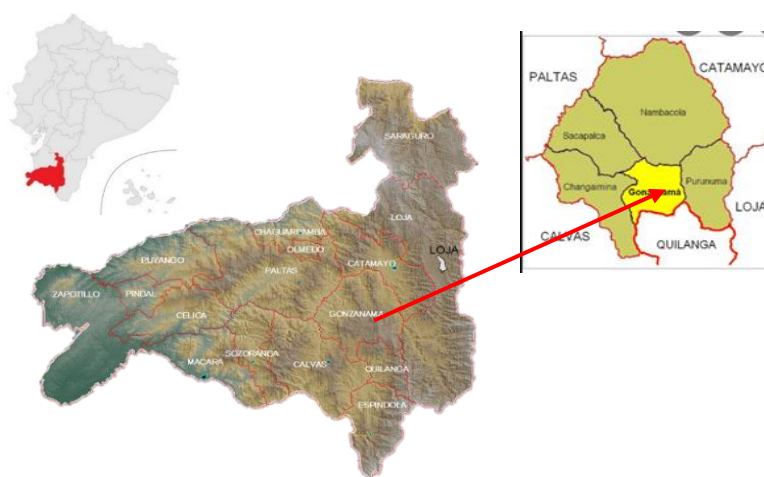 SARAGURO
LOJA
CHAGUARPAMBA
OLMEDO
LOJA
PUYANGO
CATAMAYO
PALTAS
ZAPOTILLO
PINDAL
CELICA
GONZANAMA
SOZORANGA
MACARA
CALVAS
QUILANGA
ESPINDOLA
PALTAS
CATAMAYO
Nambacola
Sacapalca
Changaimina
Gonzanamá
Purunuma
LOJA
CALVAS
QUILANGA